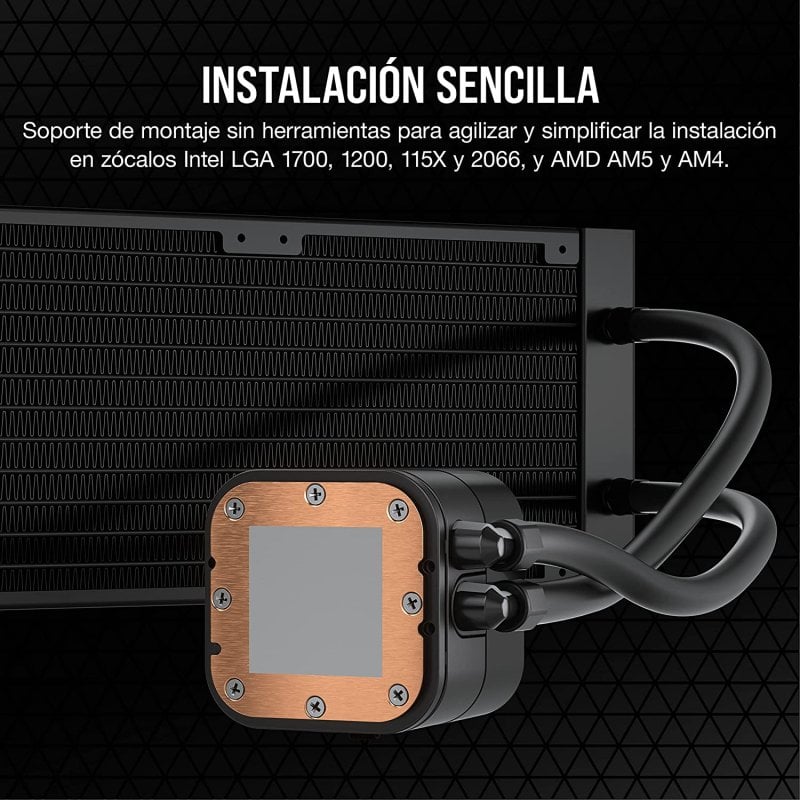 INSTALACIÓN SENCILLA
Soporte de montaje sin herramientas para agilizar y simplificar la instalación
en zócalos Intel LGA 1700, 1200, 115X y 2066, y AMD AM5 y AM4.